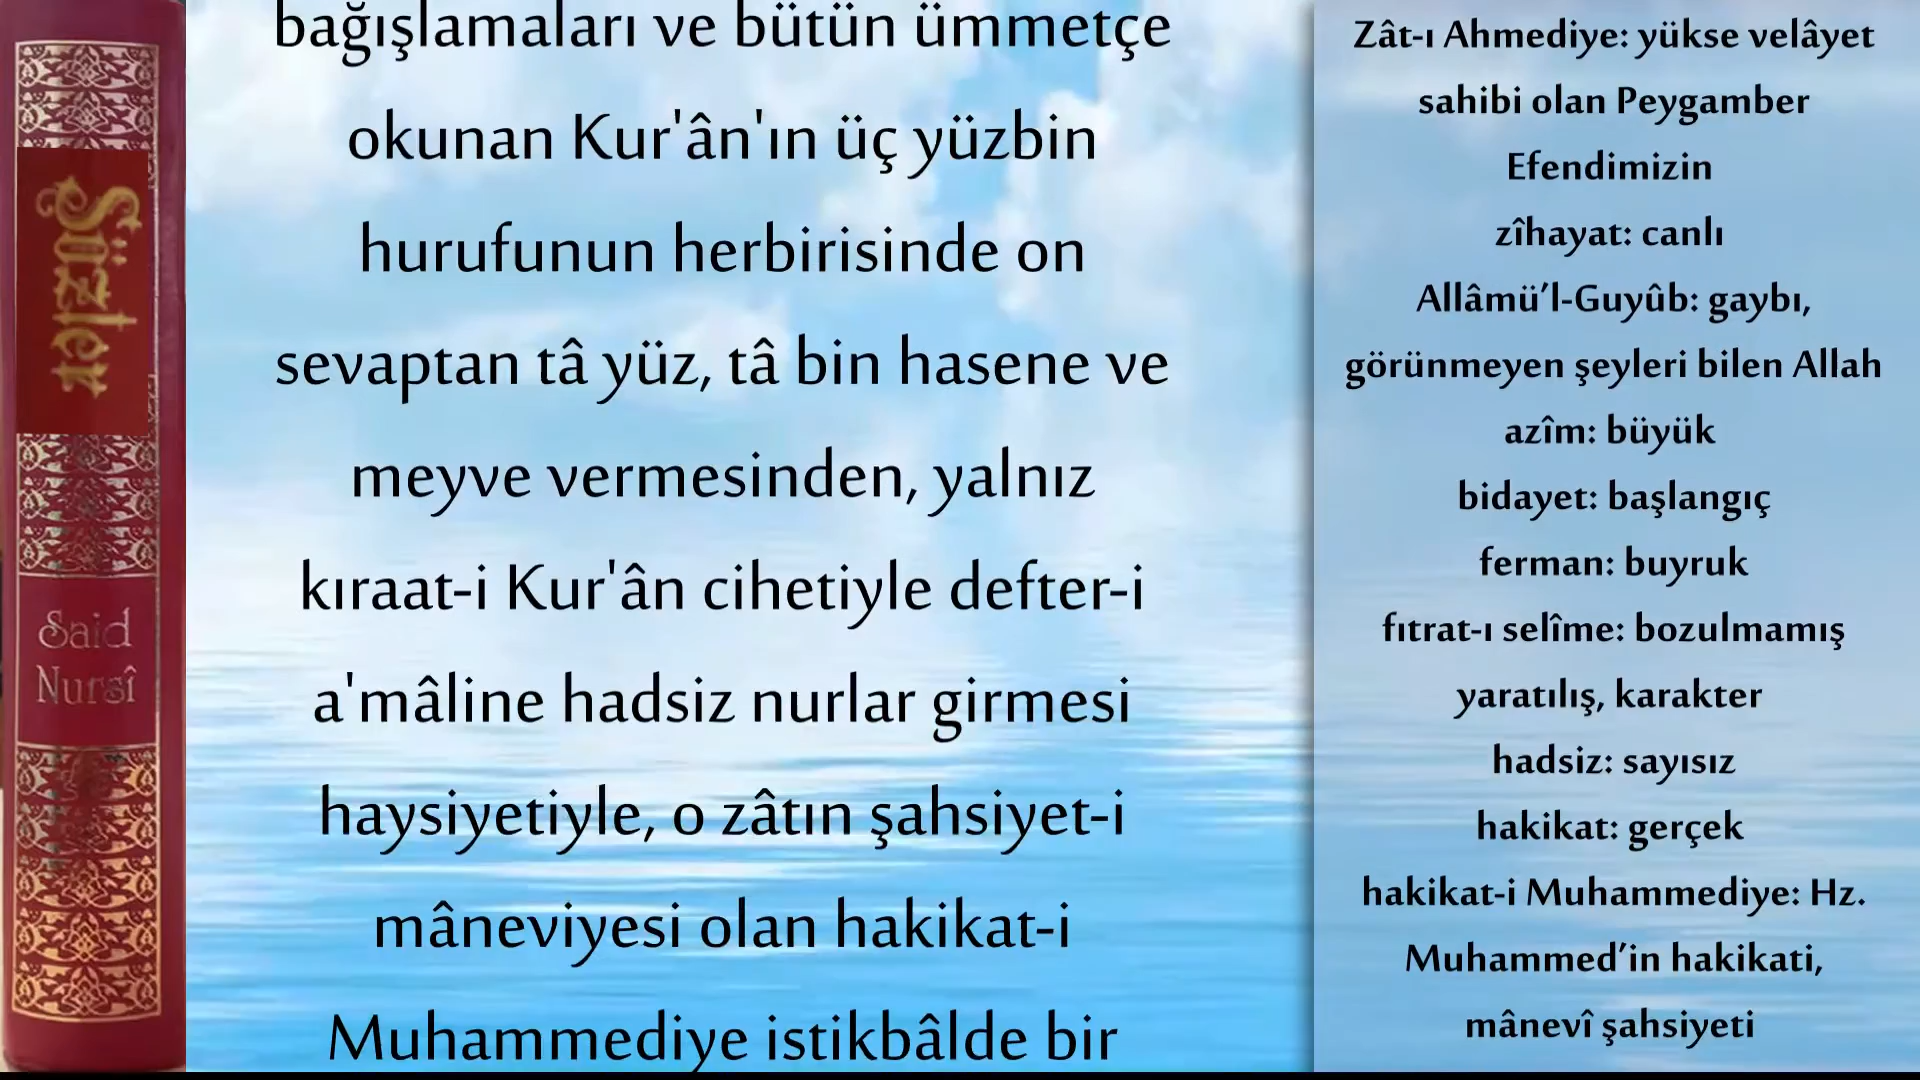 Sözler
Said
Nursî
bağışlamaları ve bütün ümmetçe
okunan Kur'ân'ın üç yüzbin
hurufunun herbirisinde on
sevaptan tâ yüz, tâ bin hasene ve
meyve vermesinden, yalnız
kıraat-i Kur'ân cihetiyle defter-i
a'mâline hadsiz nurlar girmesi
haysiyetiyle, o zâtın şahsiyet-i
mâneviyesi olan hakikat-i
Muhammediye istikbâlde bir
Zât-ı Ahmediye: yükse velâyet
sahibi olan Peygamber
Efendimizin
zîhayat: canlı
Allâmü’l-Guyûb: gaybı,
görünmeyen şeyleri bilen Allah
azîm: büyük
bidayet: başlangıç
ferman: buyruk
fıtrat-ı selîme: bozulmamış
yaratılış, karakter
hadsiz: sayısız
hakikat: gerçek
hakikat-i Muhammediye: Hz.
Muhammed’in hakikati,
mânevî şahsiyeti